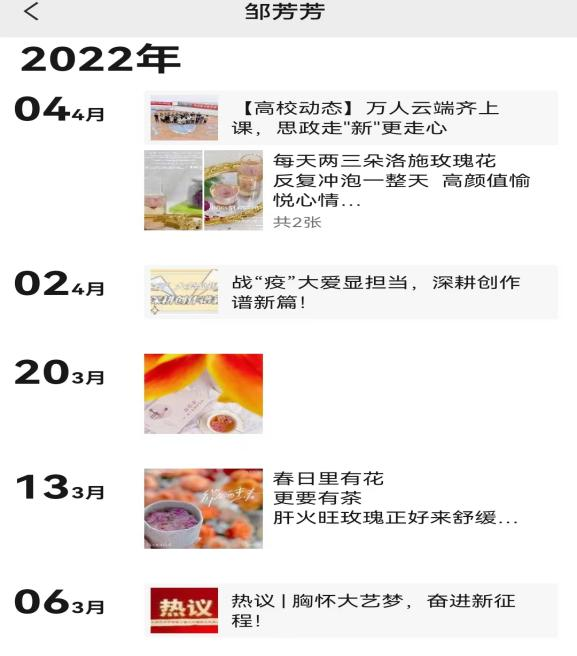 邹芳芳
2022年
04 4月
【高校动态】万人云端齐上
课，思政走"新"更走心
每天两三朵洛施玫瑰花
反复冲泡一整天 高颜值愉
悦心情...
共2张
02 4月
战“疫”大爱显担当，深耕创作
谱新篇！
20 3月
13 3月
春日里有花
更要有茶
肝火旺玫瑰正好来舒缓...
06 3月
热议
热议 | 胸怀大艺梦，奋进新征
程！